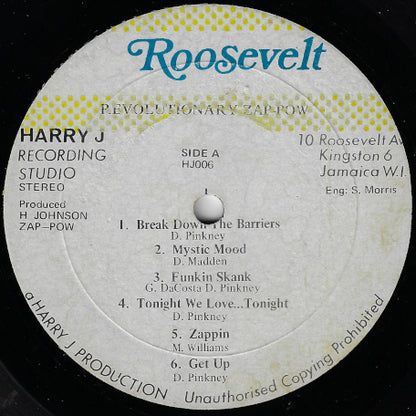 Roosevelt
REVOLUTIONARY ZAP-POW
HARRY J
RECORDING
STUDIO
STEREO
Produced
H JOHNSON
ZAP-POW
SIDE A
HJ006
10 Roosevelt Av
Kingston 6
Jamaica W.I.
Eng: S. Morris
1. Break Down The Barriers
D. Pinkney
2. Mystic Mood
D. Madden
3. Funkin Skank
G. DaCosta D. Pinkney
4. Tonight We Love...Tonight
D. Pinkney
5. Zappin
M. Williams
6. Get Up
D. Pinkney
a HARRY J PRODUCTION
Unauthorised Copying Prohibited